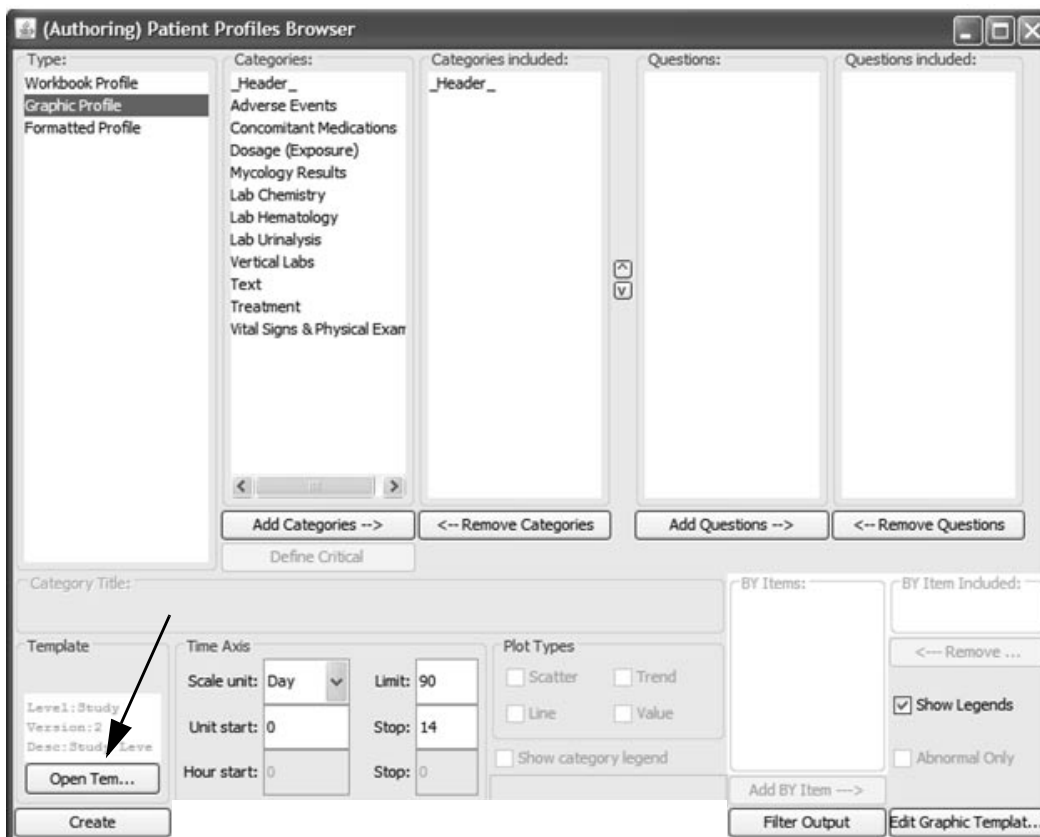 (Authoring) Patient Profiles Browser
Type:
Workbook Profile
Graphic Profile
Formatted Profile
Categories:
_Header_
Adverse Events
Concomitant Medications
Dosage (Exposure)
Mycology Results
Lab Chemistry
Lab Hematology
Lab Urinalysis
Vertical Labs
Text
Treatment
Vital Signs & Physical Exam
Categories included:
_Header_
^
v
Questions:
Questions included:
Add Categories -->
<-- Remove Categories
Add Questions -->
<-- Remove Questions
Define Critical
Category Title:
Template
Level:Study
Version:2
Desc:Study Leve
Open Tem...
Create
Time Axis
Scale unit: Day Limit: 90
Unit start: 0 Stop: 14
Hour start: 0 Stop: 0
Plot Types
Scatter Trend
Line Value
Show category legend
BY Items:
Add BY Item --->
Filter Output
BY Item Included:
<--- Remove ...
Show Legends
Abnormal Only
Edit Graphic Templat...